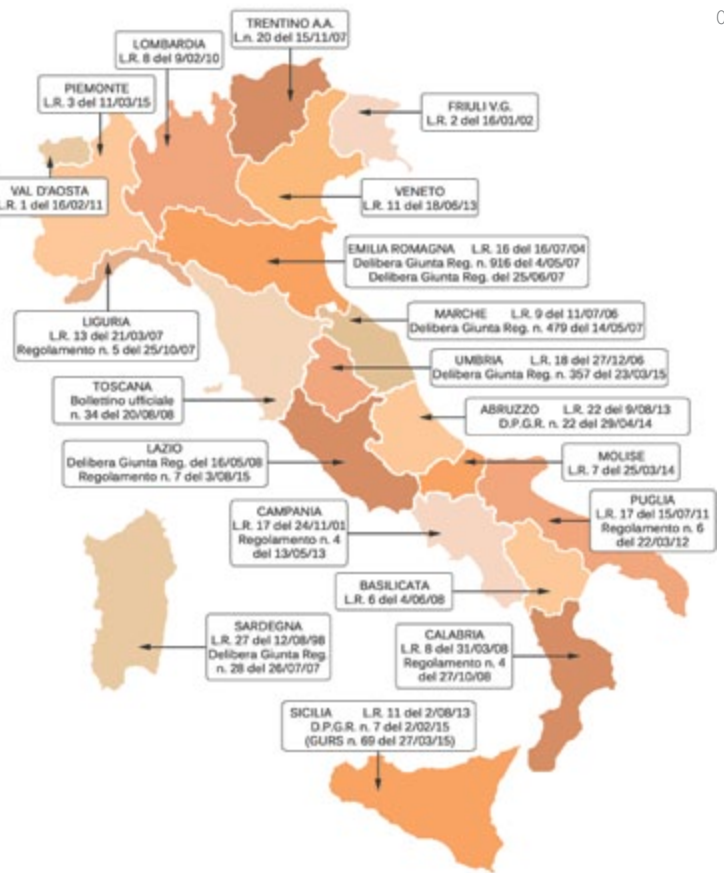 TRENTINO A.A.
L.n. 20 del 15/11/07
LOMBARDIA
L.R. 8 del 9/02/10
PIEMONTE
L.R. 3 del 11/03/15
FRIULI V.G.
L.R. 2 del 16/01/02
VAL D'AOSTA
L.R. 1 del 16/02/11
VENETO
L.R. 11 del 18/06/13
EMILIA ROMAGNA L.R. 16 del 16/07/04
Delibera Giunta Reg. n. 916 del 4/05/07
Delibera Giunta Reg. del 25/06/07
LIGURIA
L.R. 13 del 21/03/07
Regolamento n. 5 del 25/10/07
MARCHE L.R. 9 del 11/07/06
Delibera Giunta Reg. n. 479 del 14/05/07
UMBRIA L.R. 18 del 27/12/06
Delibera Giunta Reg. n. 357 del 23/03/15
TOSCANA
Bollettino ufficiale
n. 34 del 20/08/08
ABRUZZO L.R. 22 del 9/08/13
D.P.G.R. n. 22 del 29/04/14
LAZIO
Delibera Giunta Reg. del 16/05/08
Regolamento n. 7 del 3/08/15
MOLISE
L.R. 7 del 25/03/14
CAMPANIA
L.R. 17 del 24/11/01
Regolamento n. 4
del 13/05/13
PUGLIA
L.R. 17 del 15/07/11
Regolamento n. 6
del 22/03/12
BASILICATA
L.R. 6 del 4/06/08
SARDEGNA
L.R. 27 del 12/08/98
Delibera Giunta Reg.
n. 28 del 26/07/07
CALABRIA
L.R. 8 del 31/03/08
Regolamento n. 4
del 27/10/08
SICILIA L.R. 11 del 2/08/13
D.P.G.R. n. 7 del 2/02/15
(GURS n. 69 del 27/03/15)